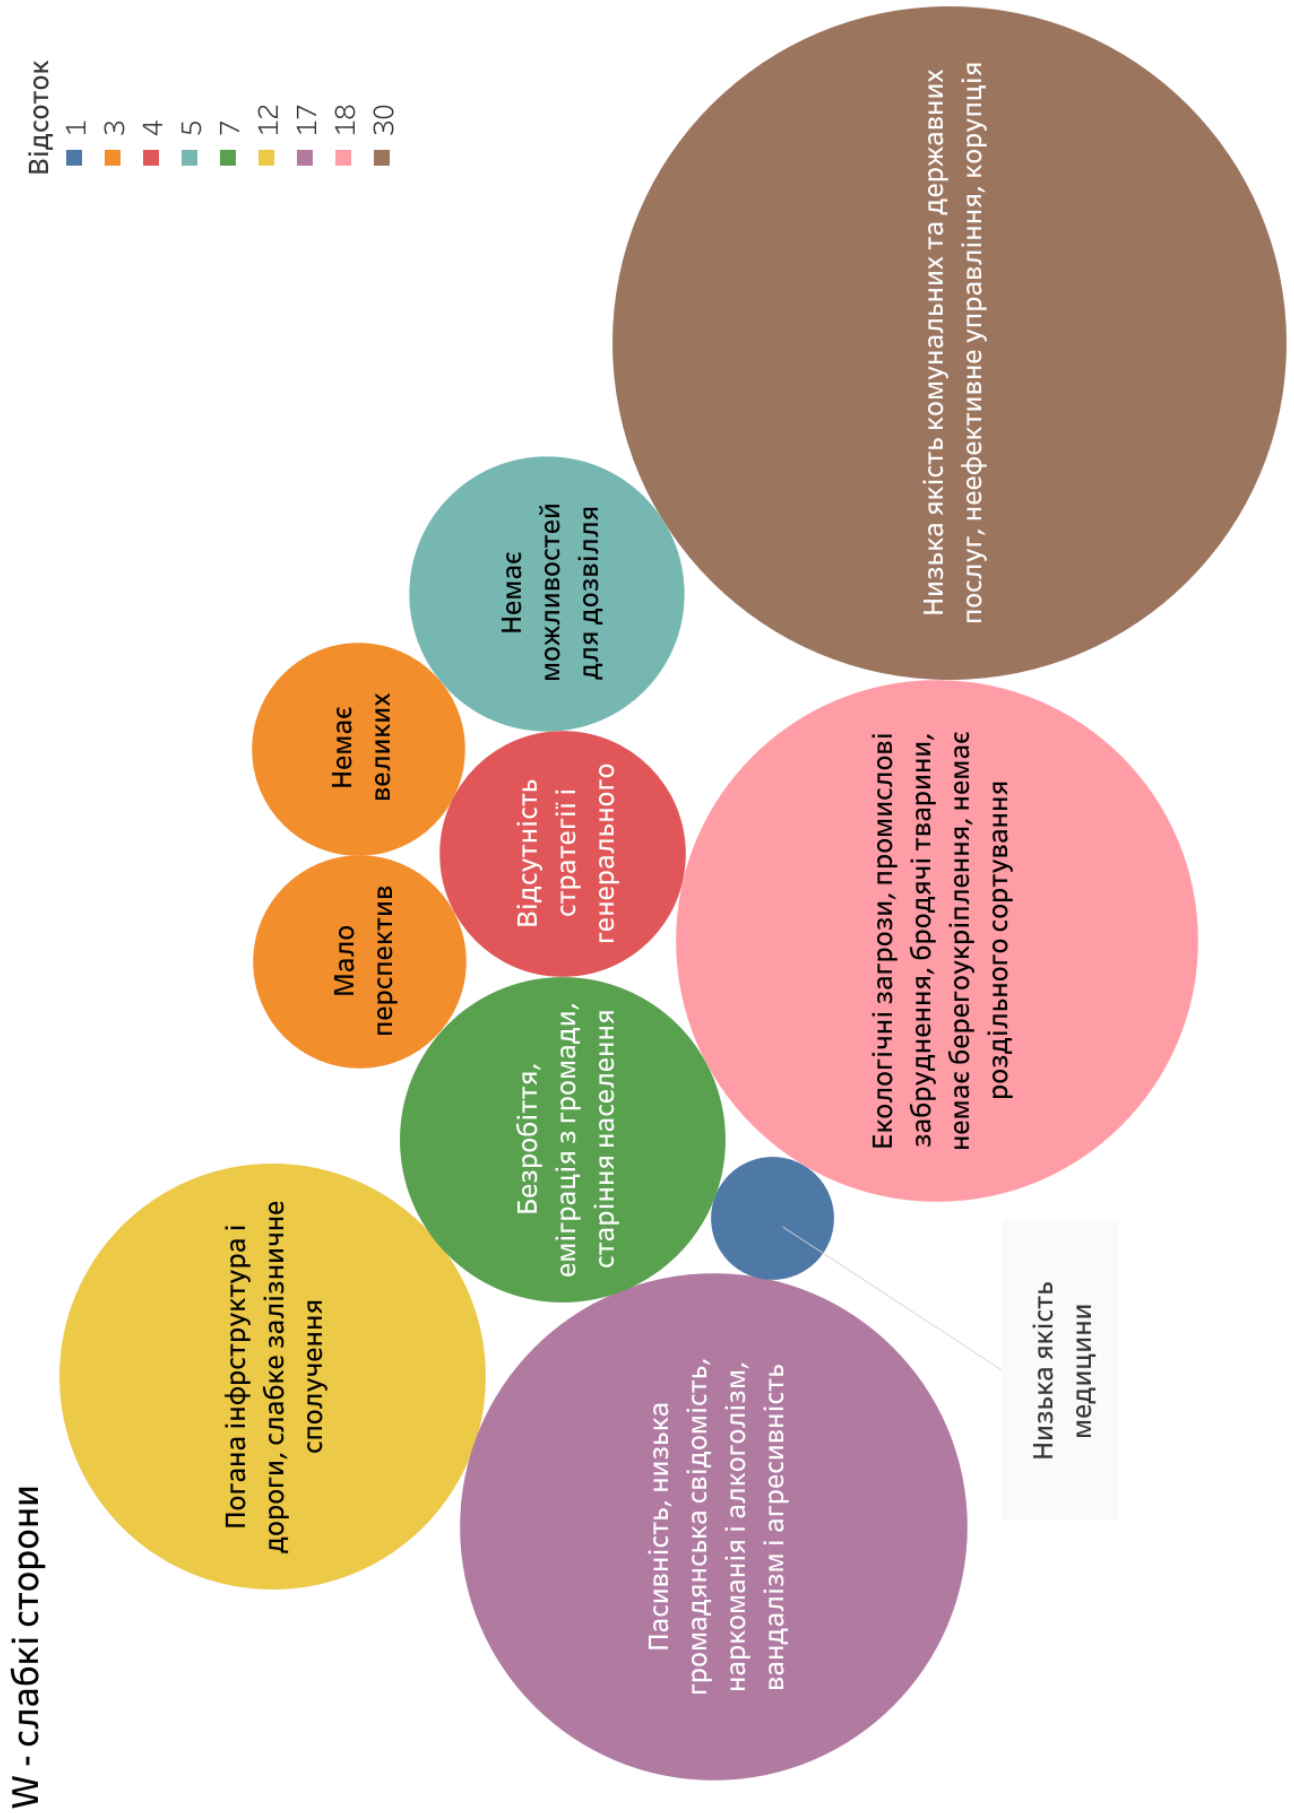 W - слабкі сторони
Відсоток
1
3
4
5
7
12
17
18
30
Погана інфрструктура і
дороги, слабке залізничне
сполучення
Мало
перспектив
Немає
великих
Безробіття,
еміграція з громади,
старіння населення
Відсутність
стратегії і
генерального
Немає
можливостей
для дозвілля
Пасивність, низька
громадянська свідомість,
наркоманія і алкоголізм,
вандалізм і агресивність
Екологічні загрози, промислові
забруднення, бродячі тварини,
немає берегоукріплення, немає
роздільного сортування
Низька якість комунальних та державних
послуг, неефективне управління, корупція
Низька якість
медицини